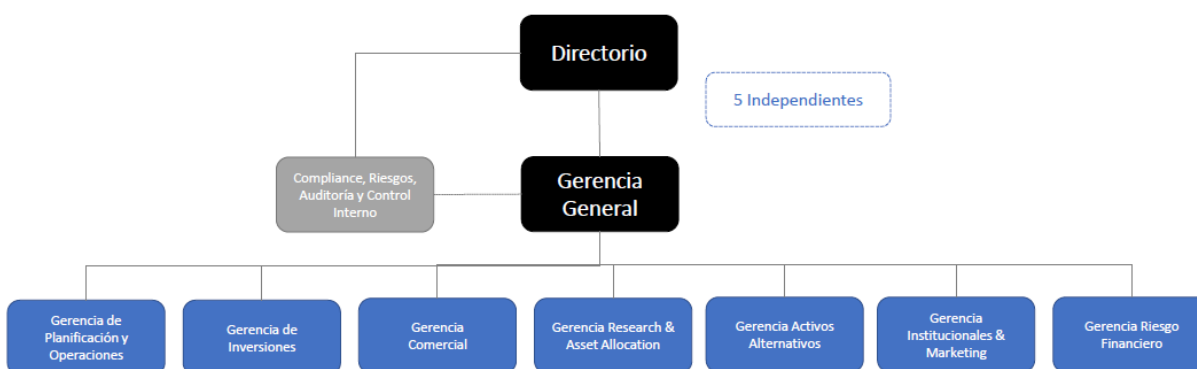 Directorio
5 Independientes
Compliance, Riesgos,
Auditoría y Control
Interno
Gerencia
General
Gerencia de
Planificación y
Operaciones
Gerencia de
Inversiones
Gerencia
Comercial
Gerencia Research &
Asset Allocation
Gerencia Activos
Alternativos
Gerencia
Institucionales &
Marketing
Gerencia Riesgo
Financiero